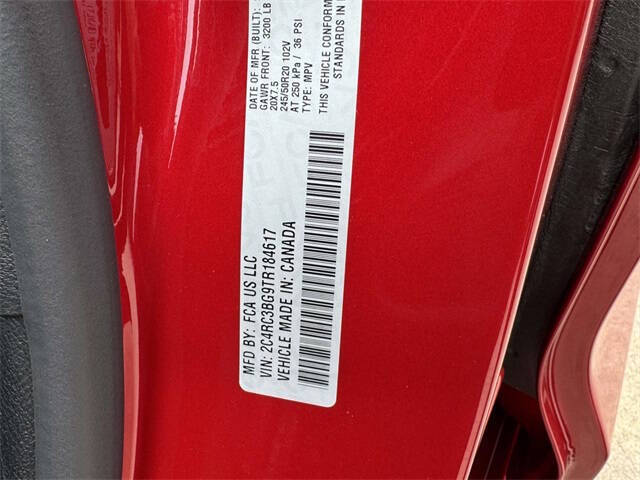 MFD BY: FCA US LLC
DATE OF MFR (BUILT):
GAWR FRONT: 3200 LB
20X7.5
245/50R20 102V
AT 250 kPa / 36 PSI
THIS VEHICLE CONFORM
STANDARDS IN
VIN: 2C4RC3BG9TR184617
TYPE: MPV
VEHICLE MADE IN: CANADA